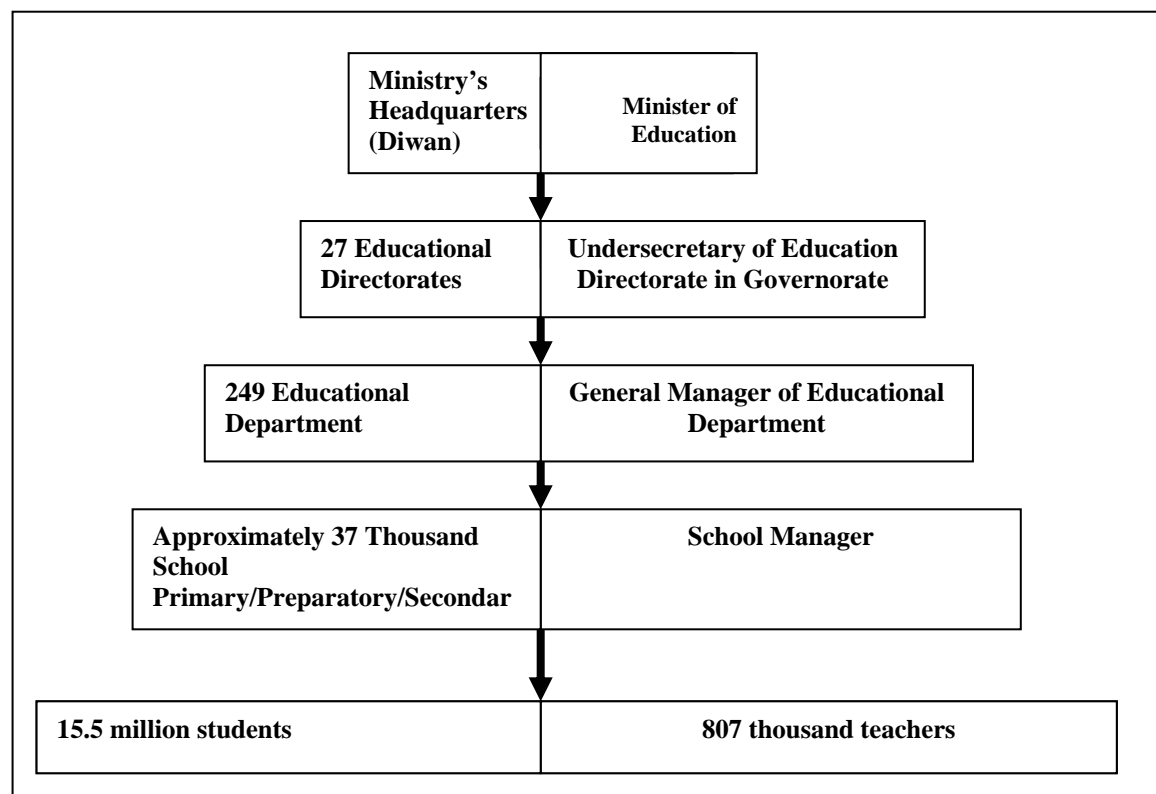 Ministry's
Headquarters
(Diwan)
Minister of
Education
27 Educational
Directorates
Undersecretary of Education
Directorate in Governorate
249 Educational
Department
General Manager of Educational
Department
Approximately 37 Thousand
School
Primary/Preparatory/Secondar
School Manager
15.5 million students
807 thousand teachers